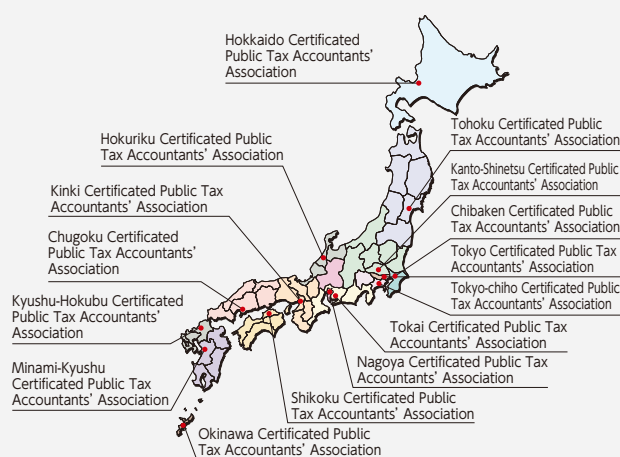 Hokkaido Certificated
Public Tax Accountants'
Association
Tohoku Certificated Public
Tax Accountants' Association
Hokuriku Certificated Public
Tax Accountants' Association
Kanto-Shinetsu Certificated Public
Tax Accountants' Association
Kinki Certificated Public Tax
Accountants' Association
Chibaken Certificated Public
Tax Accountants' Association
Chugoku Certificated
Public Tax Accountants'
Association
Tokyo Certificated Public Tax
Accountants' Association
Tokyo-chiho Certificated Public
Tax Accountants' Association
Kyushu-Hokubu Certificated
Public Tax Accountants'
Association
Tokai Certificated Public Tax
Accountants' Association
Nagoya Certificated Public
Tax Accountants' Association
Minami-Kyushu
Certificated Public Tax
Accountants' Association
Shikoku Certificated Public
Tax Accountants' Association
Okinawa Certificated Public
Tax Accountants' Association